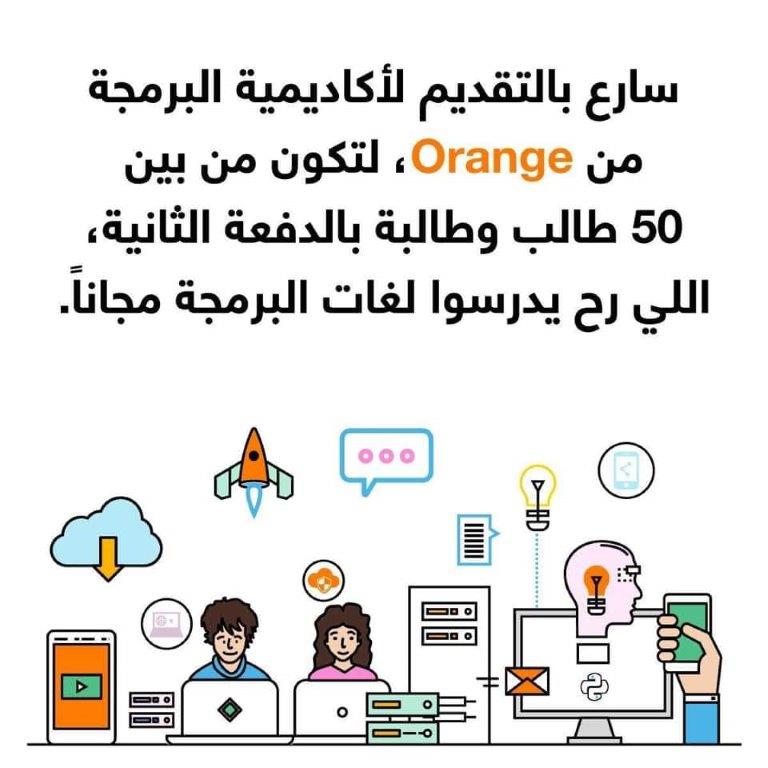 سارع بالتقديم لأكاديمية البرمجة
من Orange، لتكون من بين
50 طالب وطالبة بالدفعة الثانية،
اللي رح يدرسوا لغات البرمجة مجاناً.